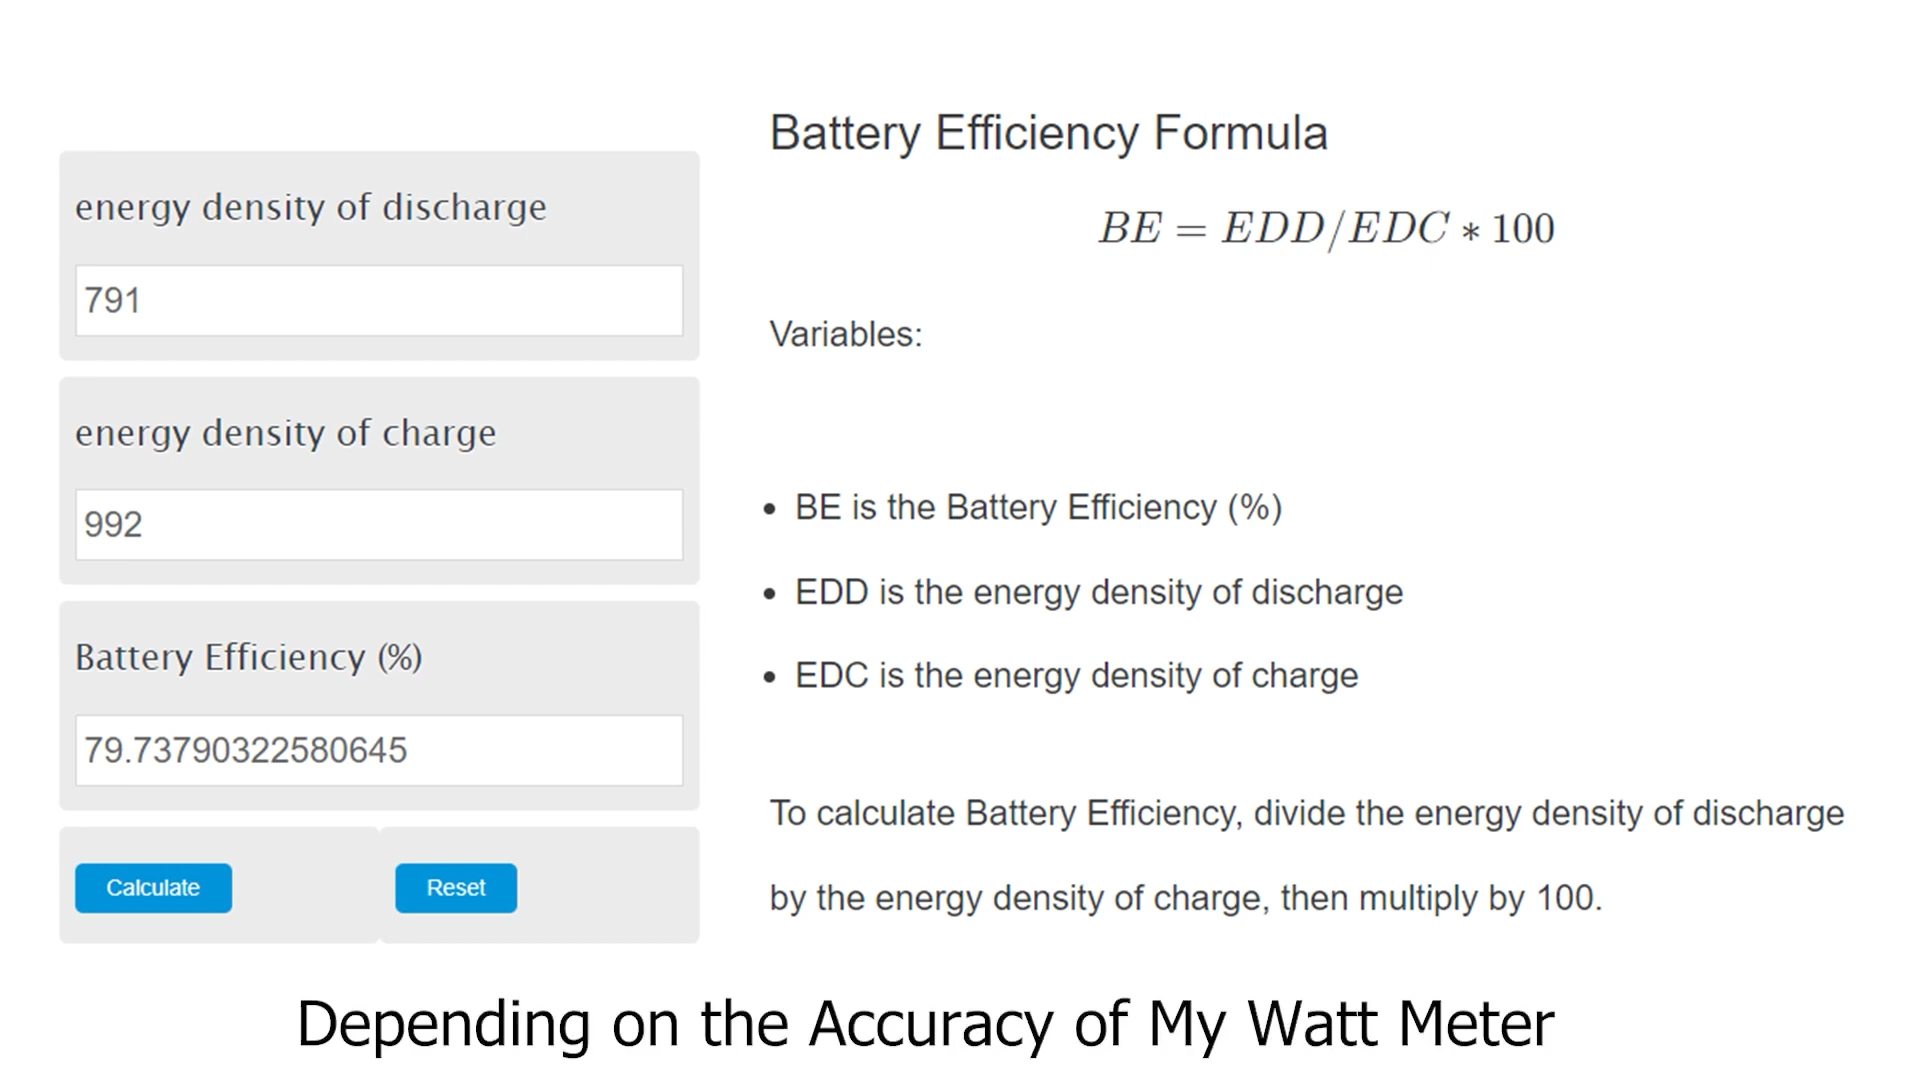 energy density of discharge
791
energy density of charge
992
Battery Efficiency (%)
79.73790322580645
Calculate
Reset
Battery Efficiency Formula
BE = EDD/EDC * 100
Variables:
• BE is the Battery Efficiency (%)
• EDD is the energy density of discharge
• EDC is the energy density of charge
To calculate Battery Efficiency, divide the energy density of discharge
by the energy density of charge, then multiply by 100.
Depending on the Accuracy of My Watt Meter